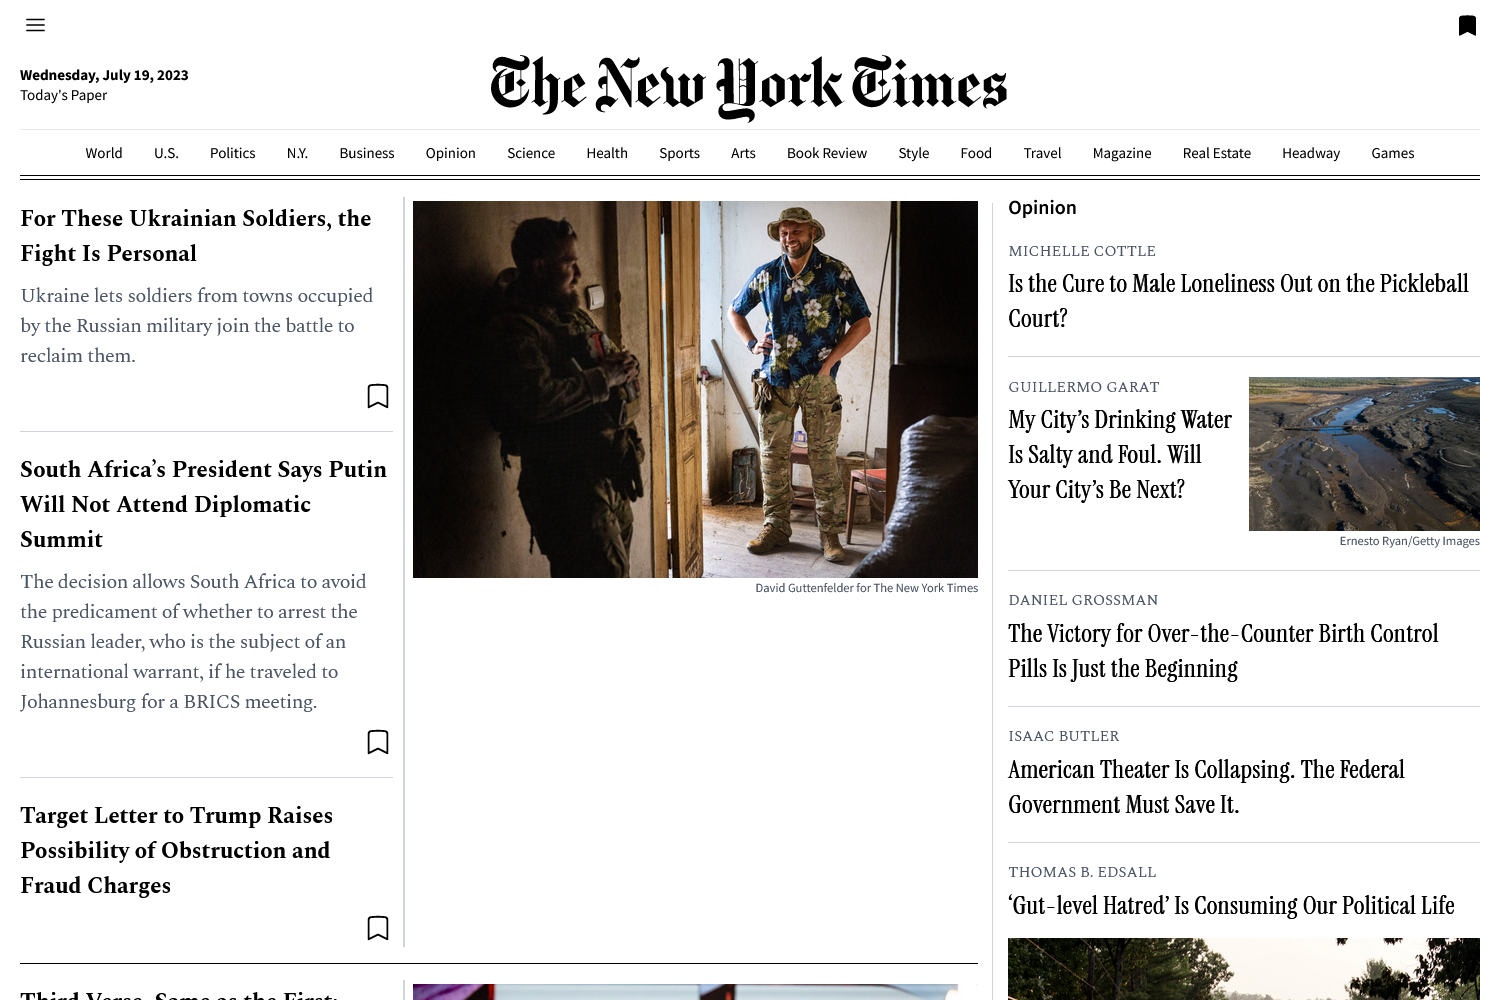 Wednesday, July 19, 2023
Today's Paper
The New York Times
World U.S. Politics N.Y. Business Opinion Science Health Sports Arts Book Review Style Food Travel Magazine Real Estate Headway Games
For These Ukrainian Soldiers, the
Fight Is Personal
Ukraine lets soldiers from towns occupied
by the Russian military join the battle to
reclaim them.
South Africa’s President Says Putin
Will Not Attend Diplomatic
Summit
The decision allows South Africa to avoid
the predicament of whether to arrest the
Russian leader, who is the subject of an
international warrant, if he traveled to
Johannesburg for a BRICS meeting.
Target Letter to Trump Raises
Possibility of Obstruction and
Fraud Charges
Third Verse, Same as the First:
David Guttenfelder for The New York Times
Opinion
MICHELLE COTTLE
Is the Cure to Male Loneliness Out on the Pickleball
Court?
GUILLERMO GARAT
My City’s Drinking Water
Is Salty and Foul. Will
Your City’s Be Next?
Ernesto Ryan/Getty Images
DANIEL GROSSMAN
The Victory for Over-the-Counter Birth Control
Pills Is Just the Beginning
ISAAC BUTLER
American Theater Is Collapsing. The Federal
Government Must Save It.
THOMAS B. EDSALL
‘Gut-level Hatred’ Is Consuming Our Political Life